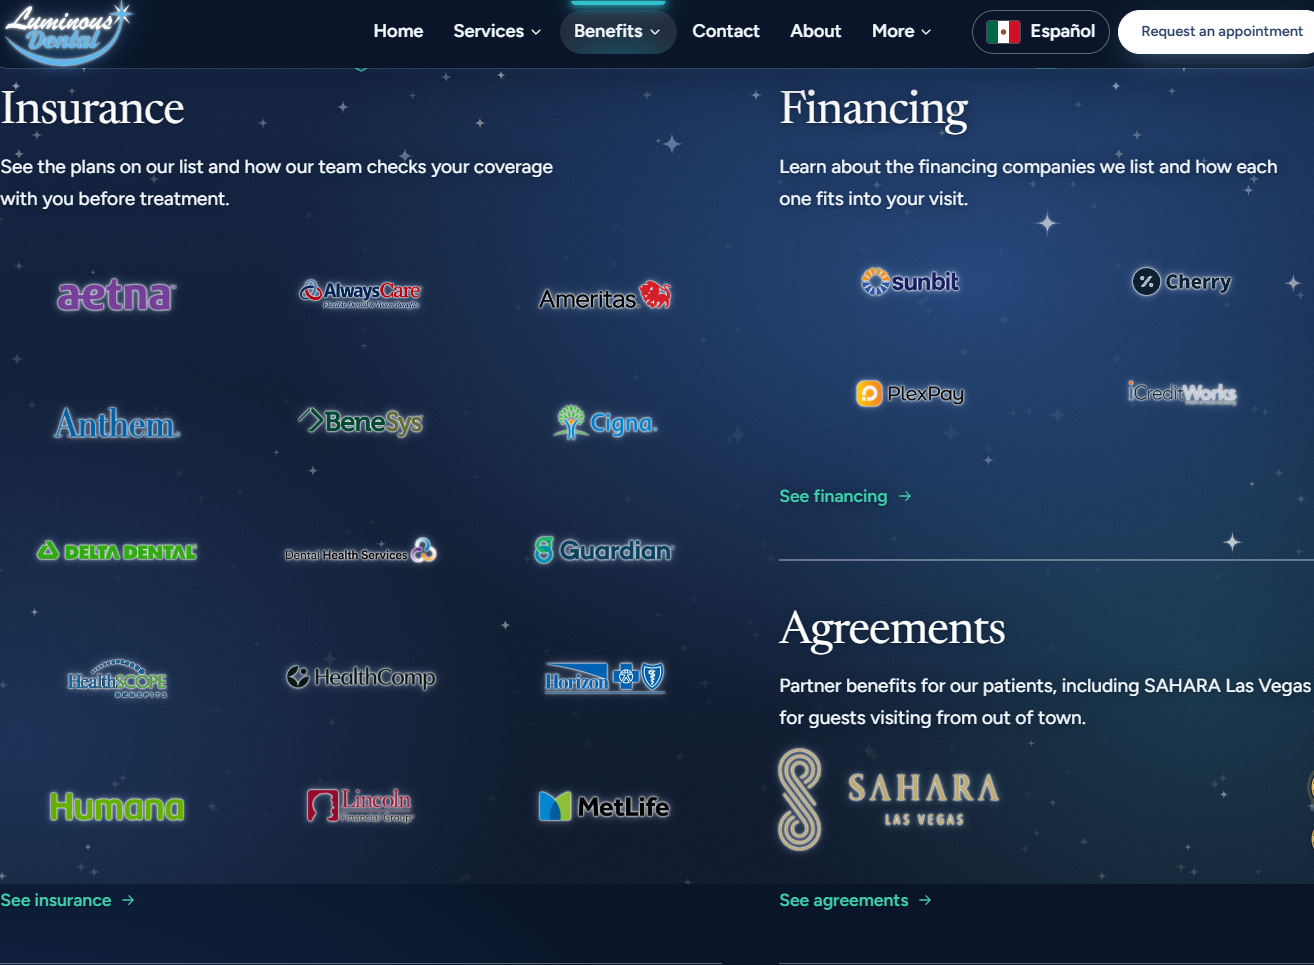 Luminous
Dental
Home
Services
Benefits
Contact
About
More
Español
Request an appointment
Insurance
See the plans on our list and how our team checks your coverage
with you before treatment.
aetna
AlwaysCare
Flexible Dental & Vision Benefits
Ameritas
Anthem
BeneSys
Cigna
DELTA DENTAL
Dental Health Services
Guardian
HealthSCOPE
BENEFITS
HealthComp
Horizon
Humana
Lincoln
Financial Group
MetLife
See insurance
Financing
Learn about the financing companies we list and how each
one fits into your visit.
sunbit
Cherry
PlexPay
iCreditWorks
See financing
Agreements
Partner benefits for our patients, including SAHARA Las Vegas
for guests visiting from out of town.
SAHARA
LAS VEGAS
See agreements